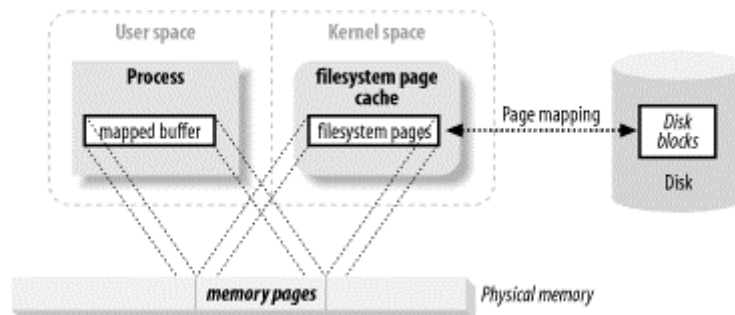 User space
Kernel space
Process
filesystem page
cache
mapped buffer
filesystem pages
Page mapping
Disk
blocks
Disk
memory pages
Physical memory